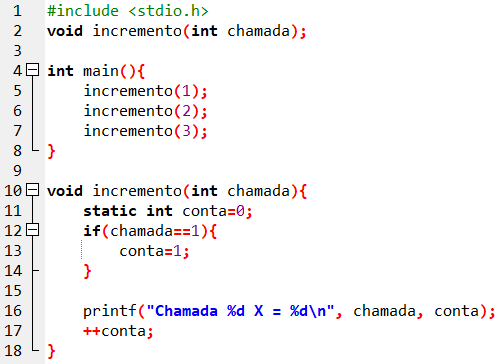 1 #include <stdio.h>
2 void incremento(int chamada);
3
4 int main(){
5     incremento(1);
6     incremento(2);
7     incremento(3);
8 }
9
10 void incremento(int chamada){
11     static int conta=0;
12     if(chamada==1){
13         conta=1;
14     }
15
16     printf("Chamada %d X = %d\n", chamada, conta);
17     ++conta;
18 }